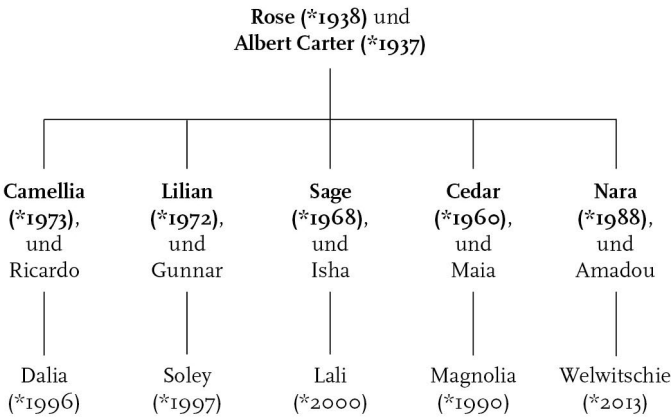 Rose (*1938) und
Albert Carter (*1937)
Camellia
(*1973),
und
Ricardo
Lilian
(*1972),
und
Gunnar
Sage
(*1968),
und
Isha
Cedar
(*1960),
und
Maia
Nara
(*1988),
und
Amadou
Dalia
(*1996)
Soley
(*1997)
Lali
(*2000)
Magnolia
(*1990)
Welwitschie
(*2013)